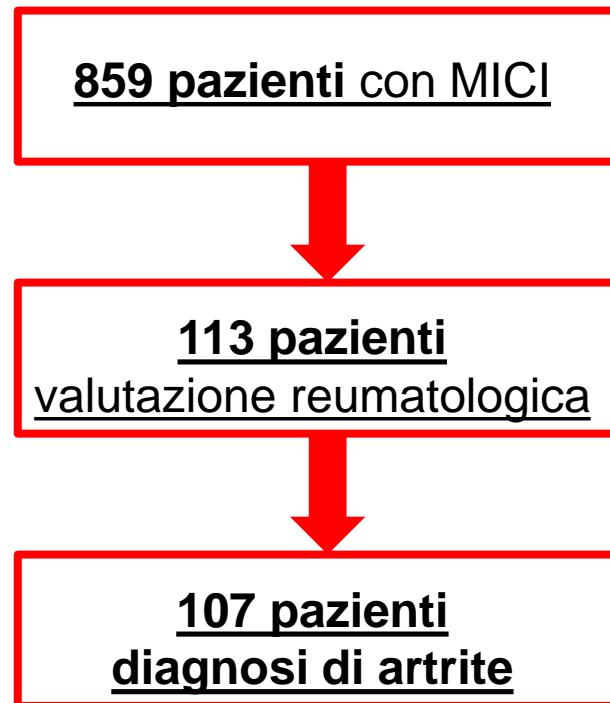 859 pazienti con MICI
113 pazienti
valutazione reumatologica
107 pazienti
diagnosi di artrite